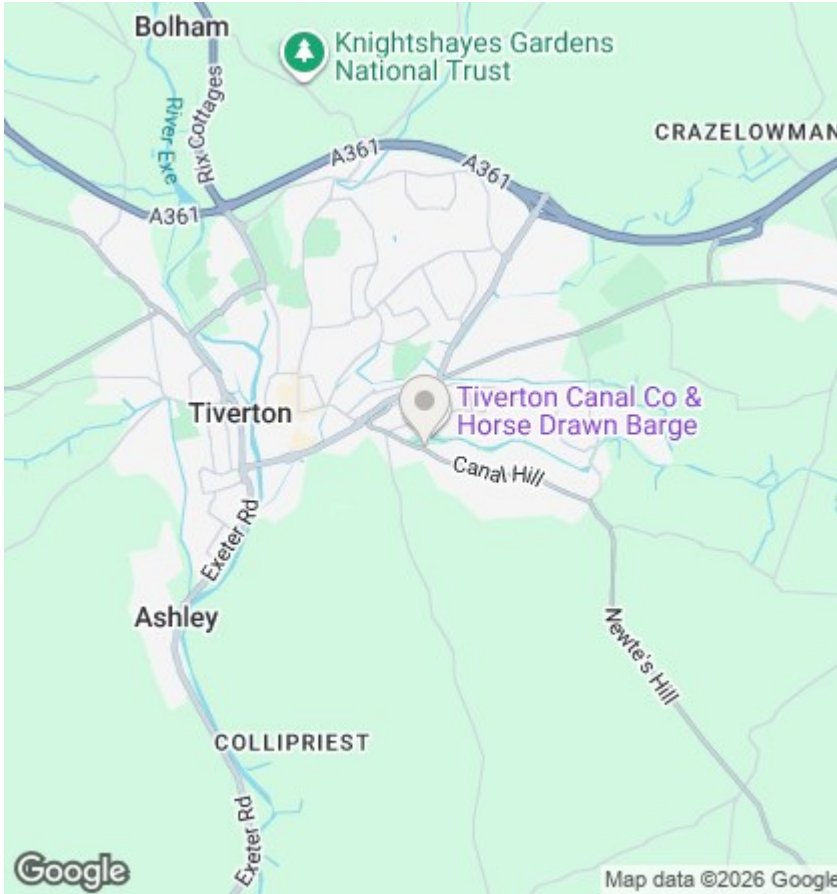 Bolham
Knightshayes Gardens
National Trust
River Exe
Rix Cottages
CRAZELOWMAN
A361
A361
A361
Tiverton
Tiverton Canal Co &
Horse Drawn Barge
Canal Hill
Exeter Rd
Ashley
Newte's Hill
COLLIPRIEST
Exeter Rd
Google
Map data ©2026 Google